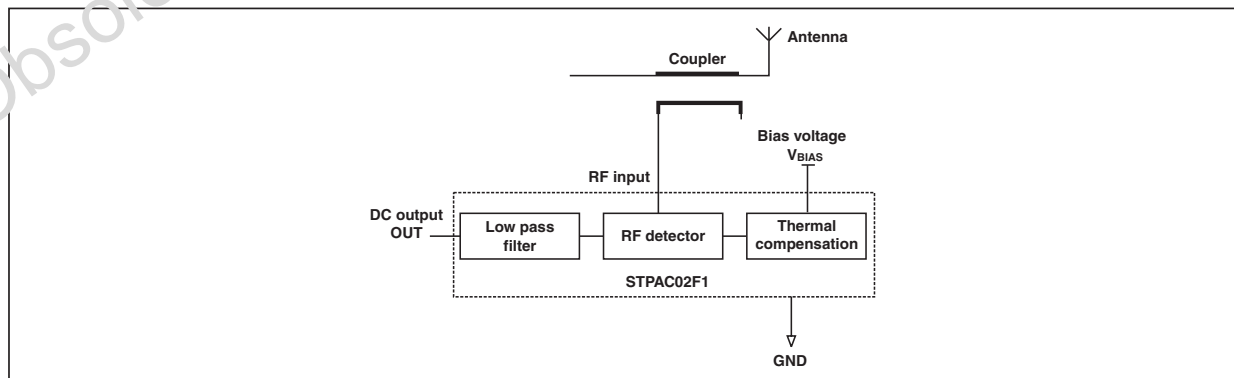 Antenna
Coupler
Bias voltage
VBIAS
RF input
DC output
OUT
Low pass
filter
RF detector
Thermal
compensation
STPAC02F1
GND